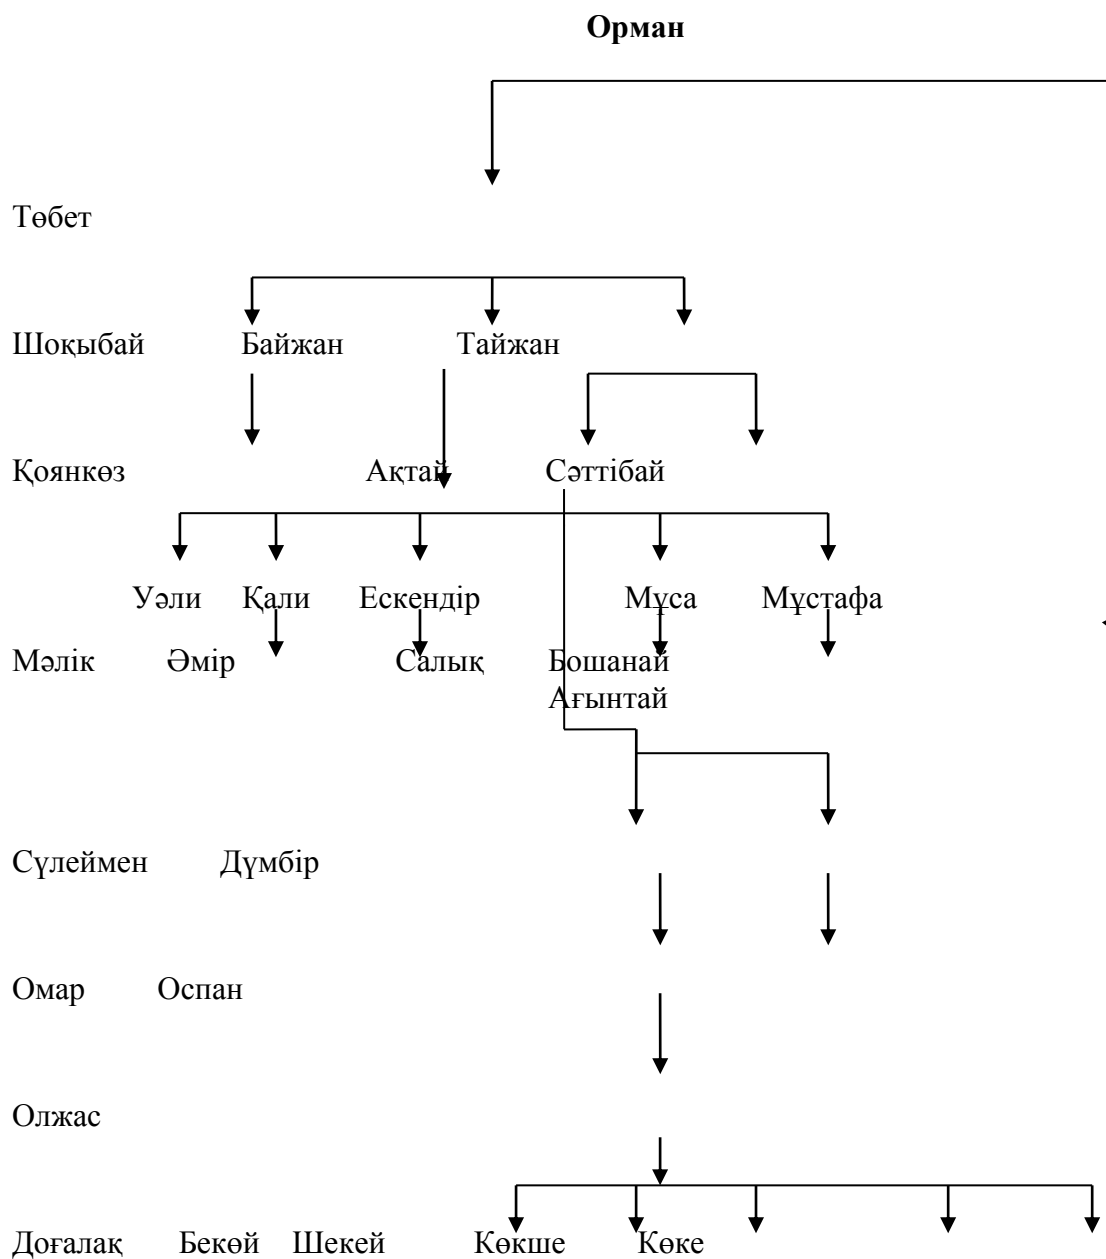 Орман
Төбет
Шоқыбай Байжан Тайжан
Қоянкөз Ақтай Сәттібай
Уәли Қали Ескендір Мұса Мұстафа
Мәлік Әмір Салық Бошанай
Ағынтай
Сүлеймен Дүмбір
Омар Оспан
Олжас
Доғалақ Бекөй Шекей Көкше Көке